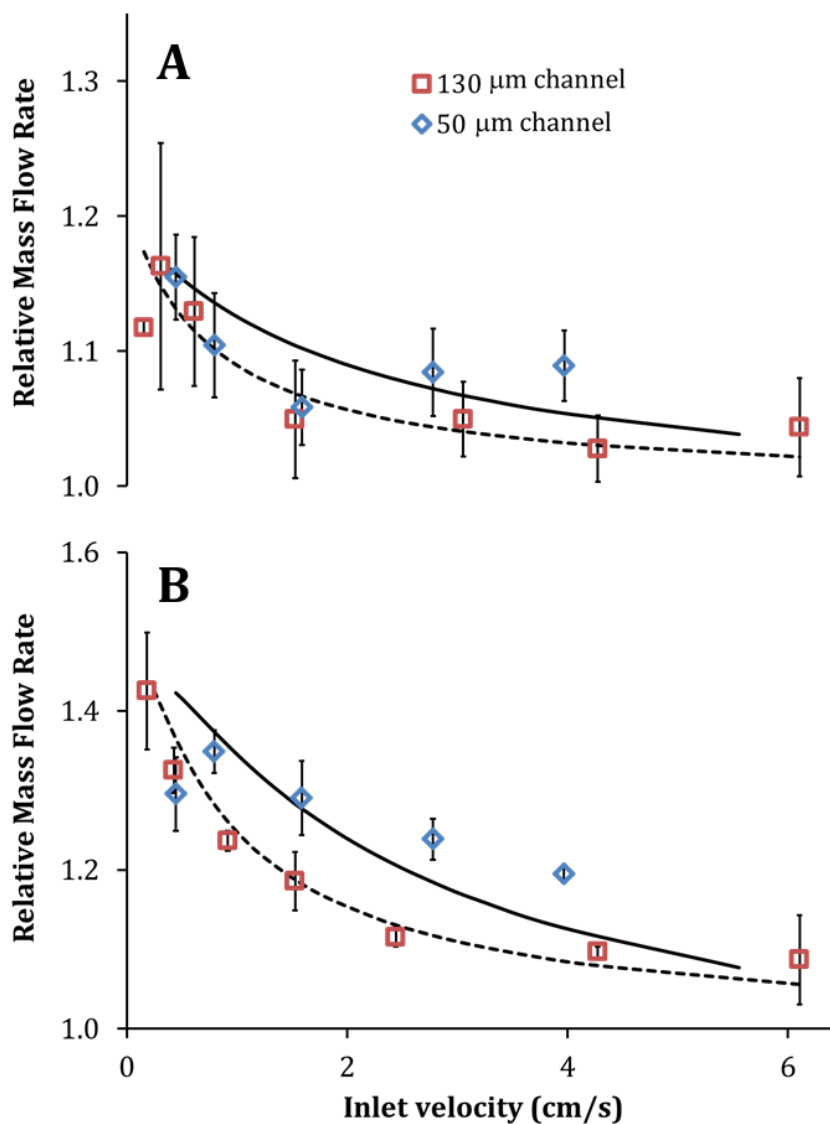 A
130 μm channel
50 μm channel
1.3
1.2
1.1
1.0
Relative Mass Flow Rate
B
1.6
1.4
1.2
1.0
Relative Mass Flow Rate
0 2 4 6
Inlet velocity (cm/s)